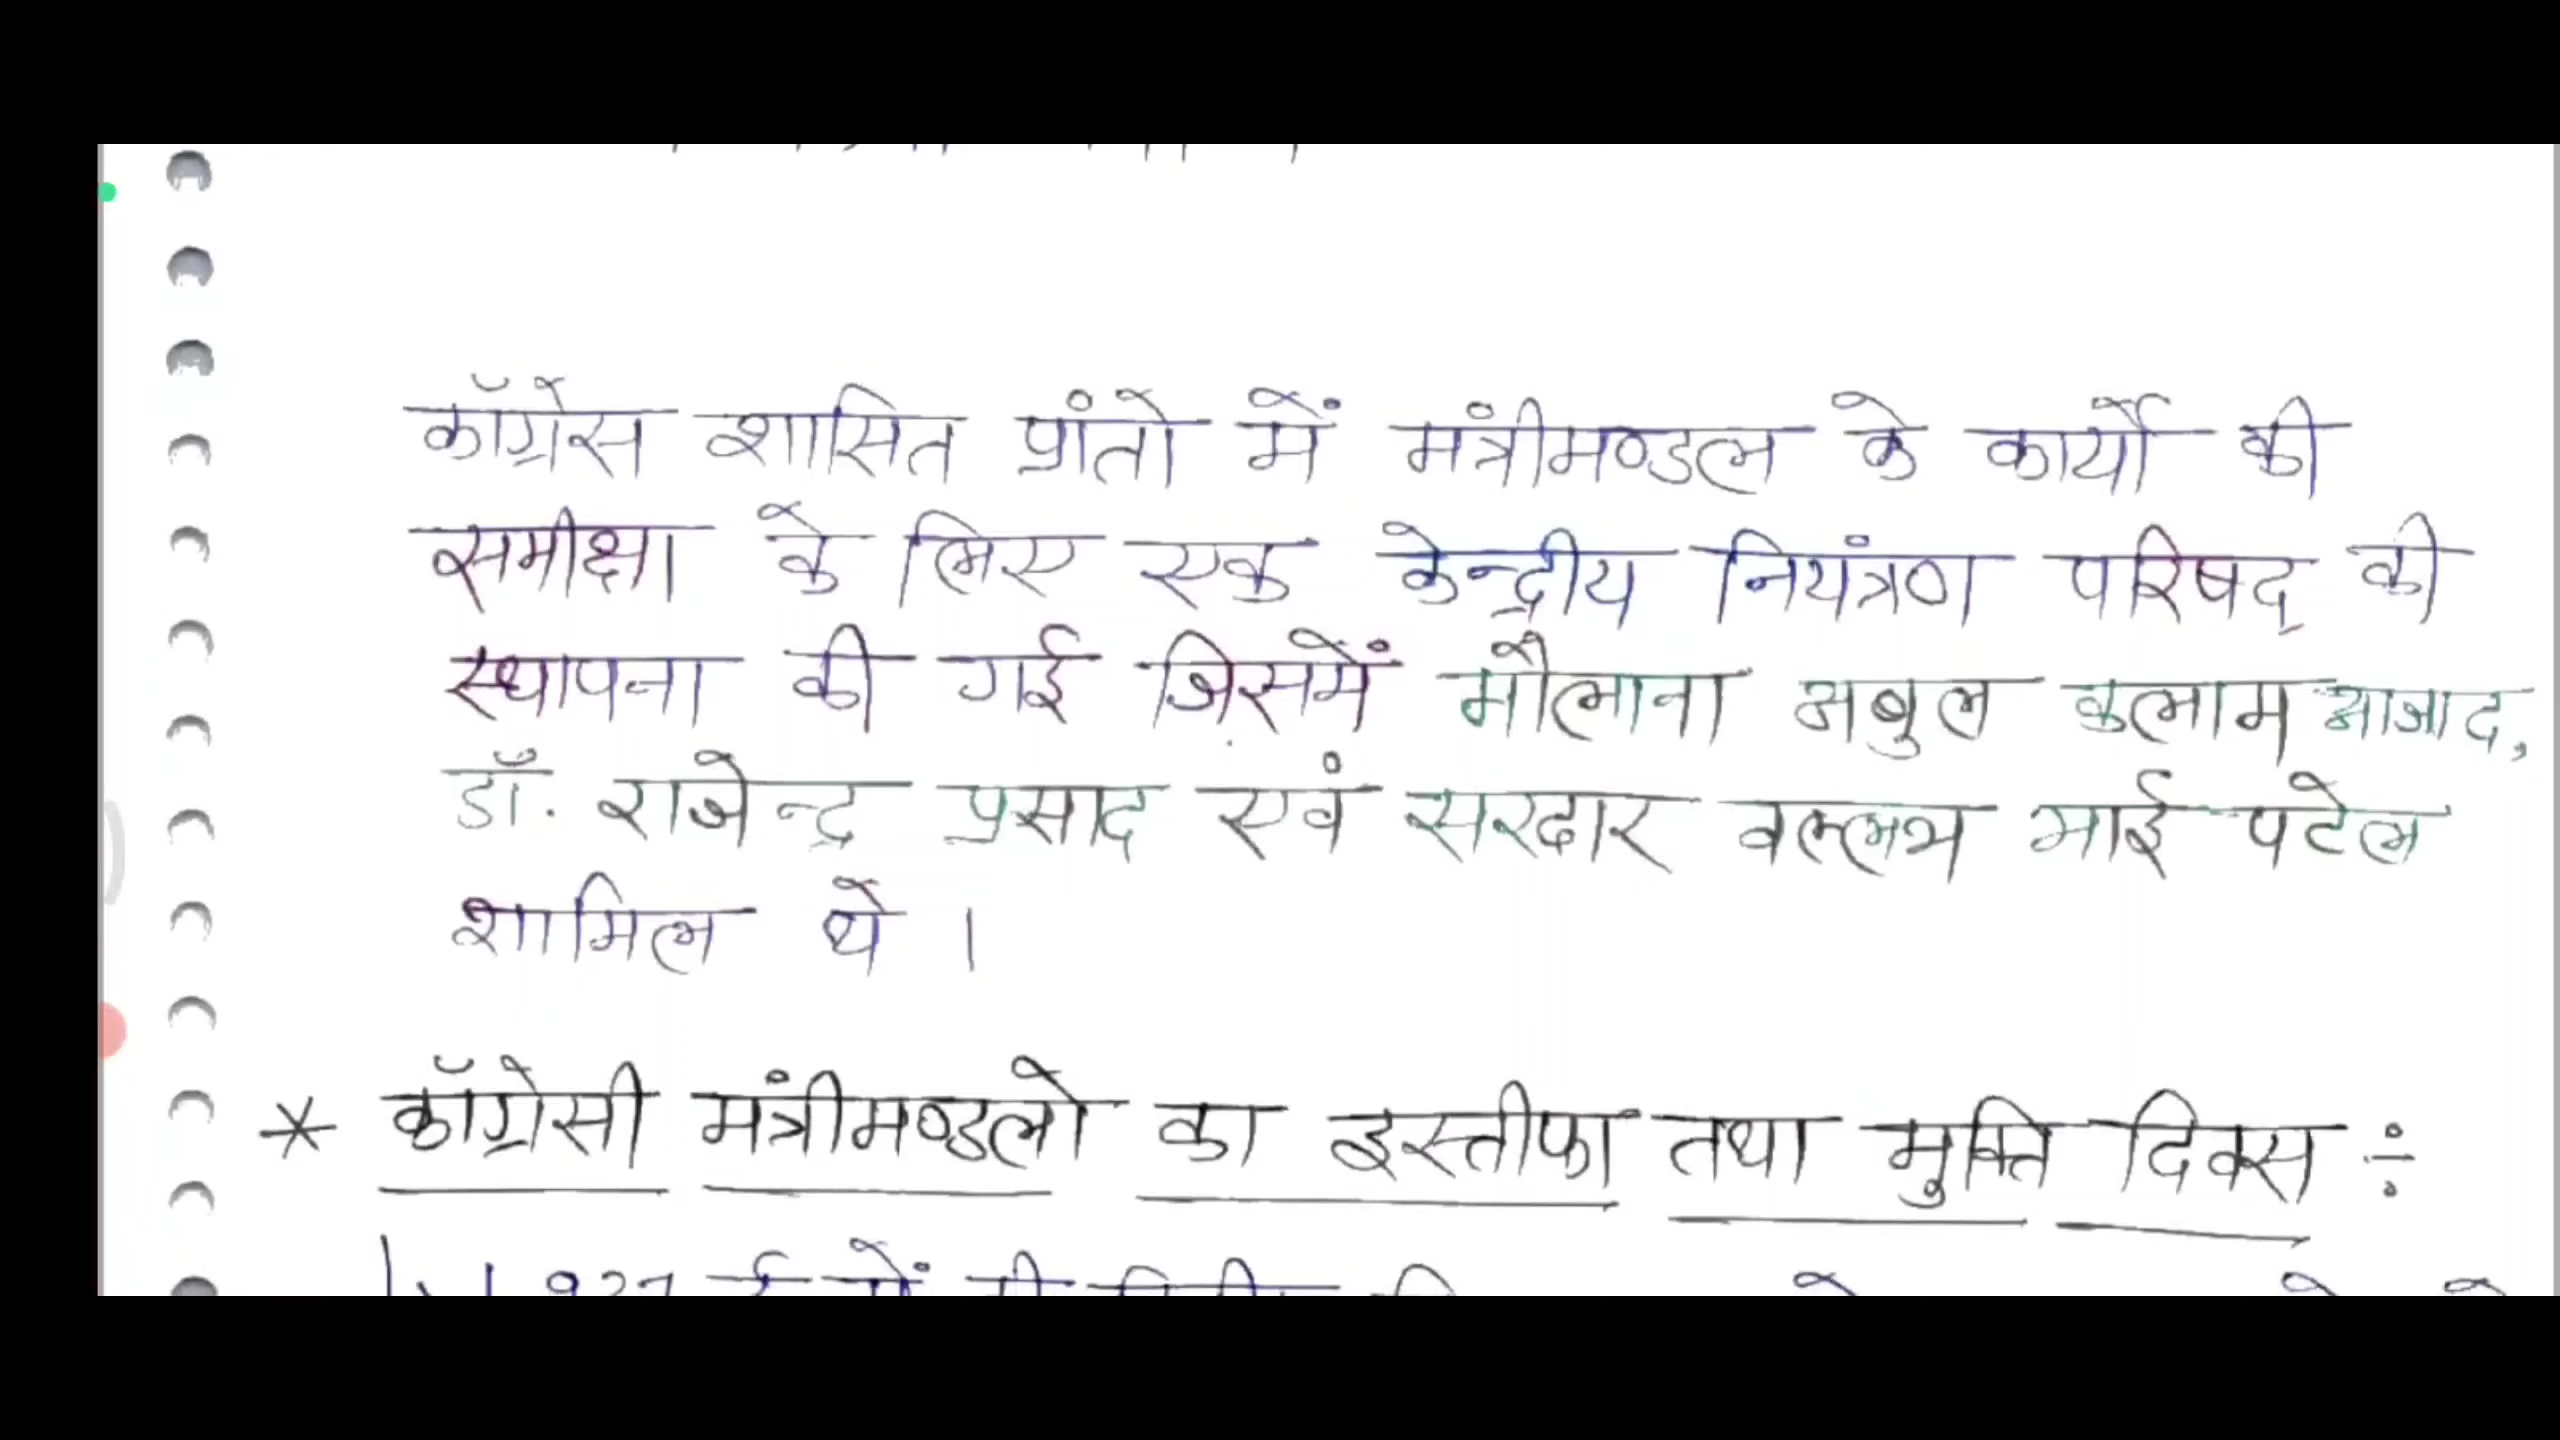 काँग्रेस शासित प्रांतो में मंत्रीमण्डल के कार्यों की
समीक्षा के लिए एक केन्द्रीय नियंत्रण परिषद् की
स्थापना की गई जिसमें मौलाना अबुल कलाम आजाद,
डॉ. राजेन्द्र प्रसाद एवं सरदार वल्लभ भाई पटेल
शामिल थे ।
* काँग्रेसी मंत्रीमण्डलो का इस्तीफा तथा मुक्ति दिवस ÷